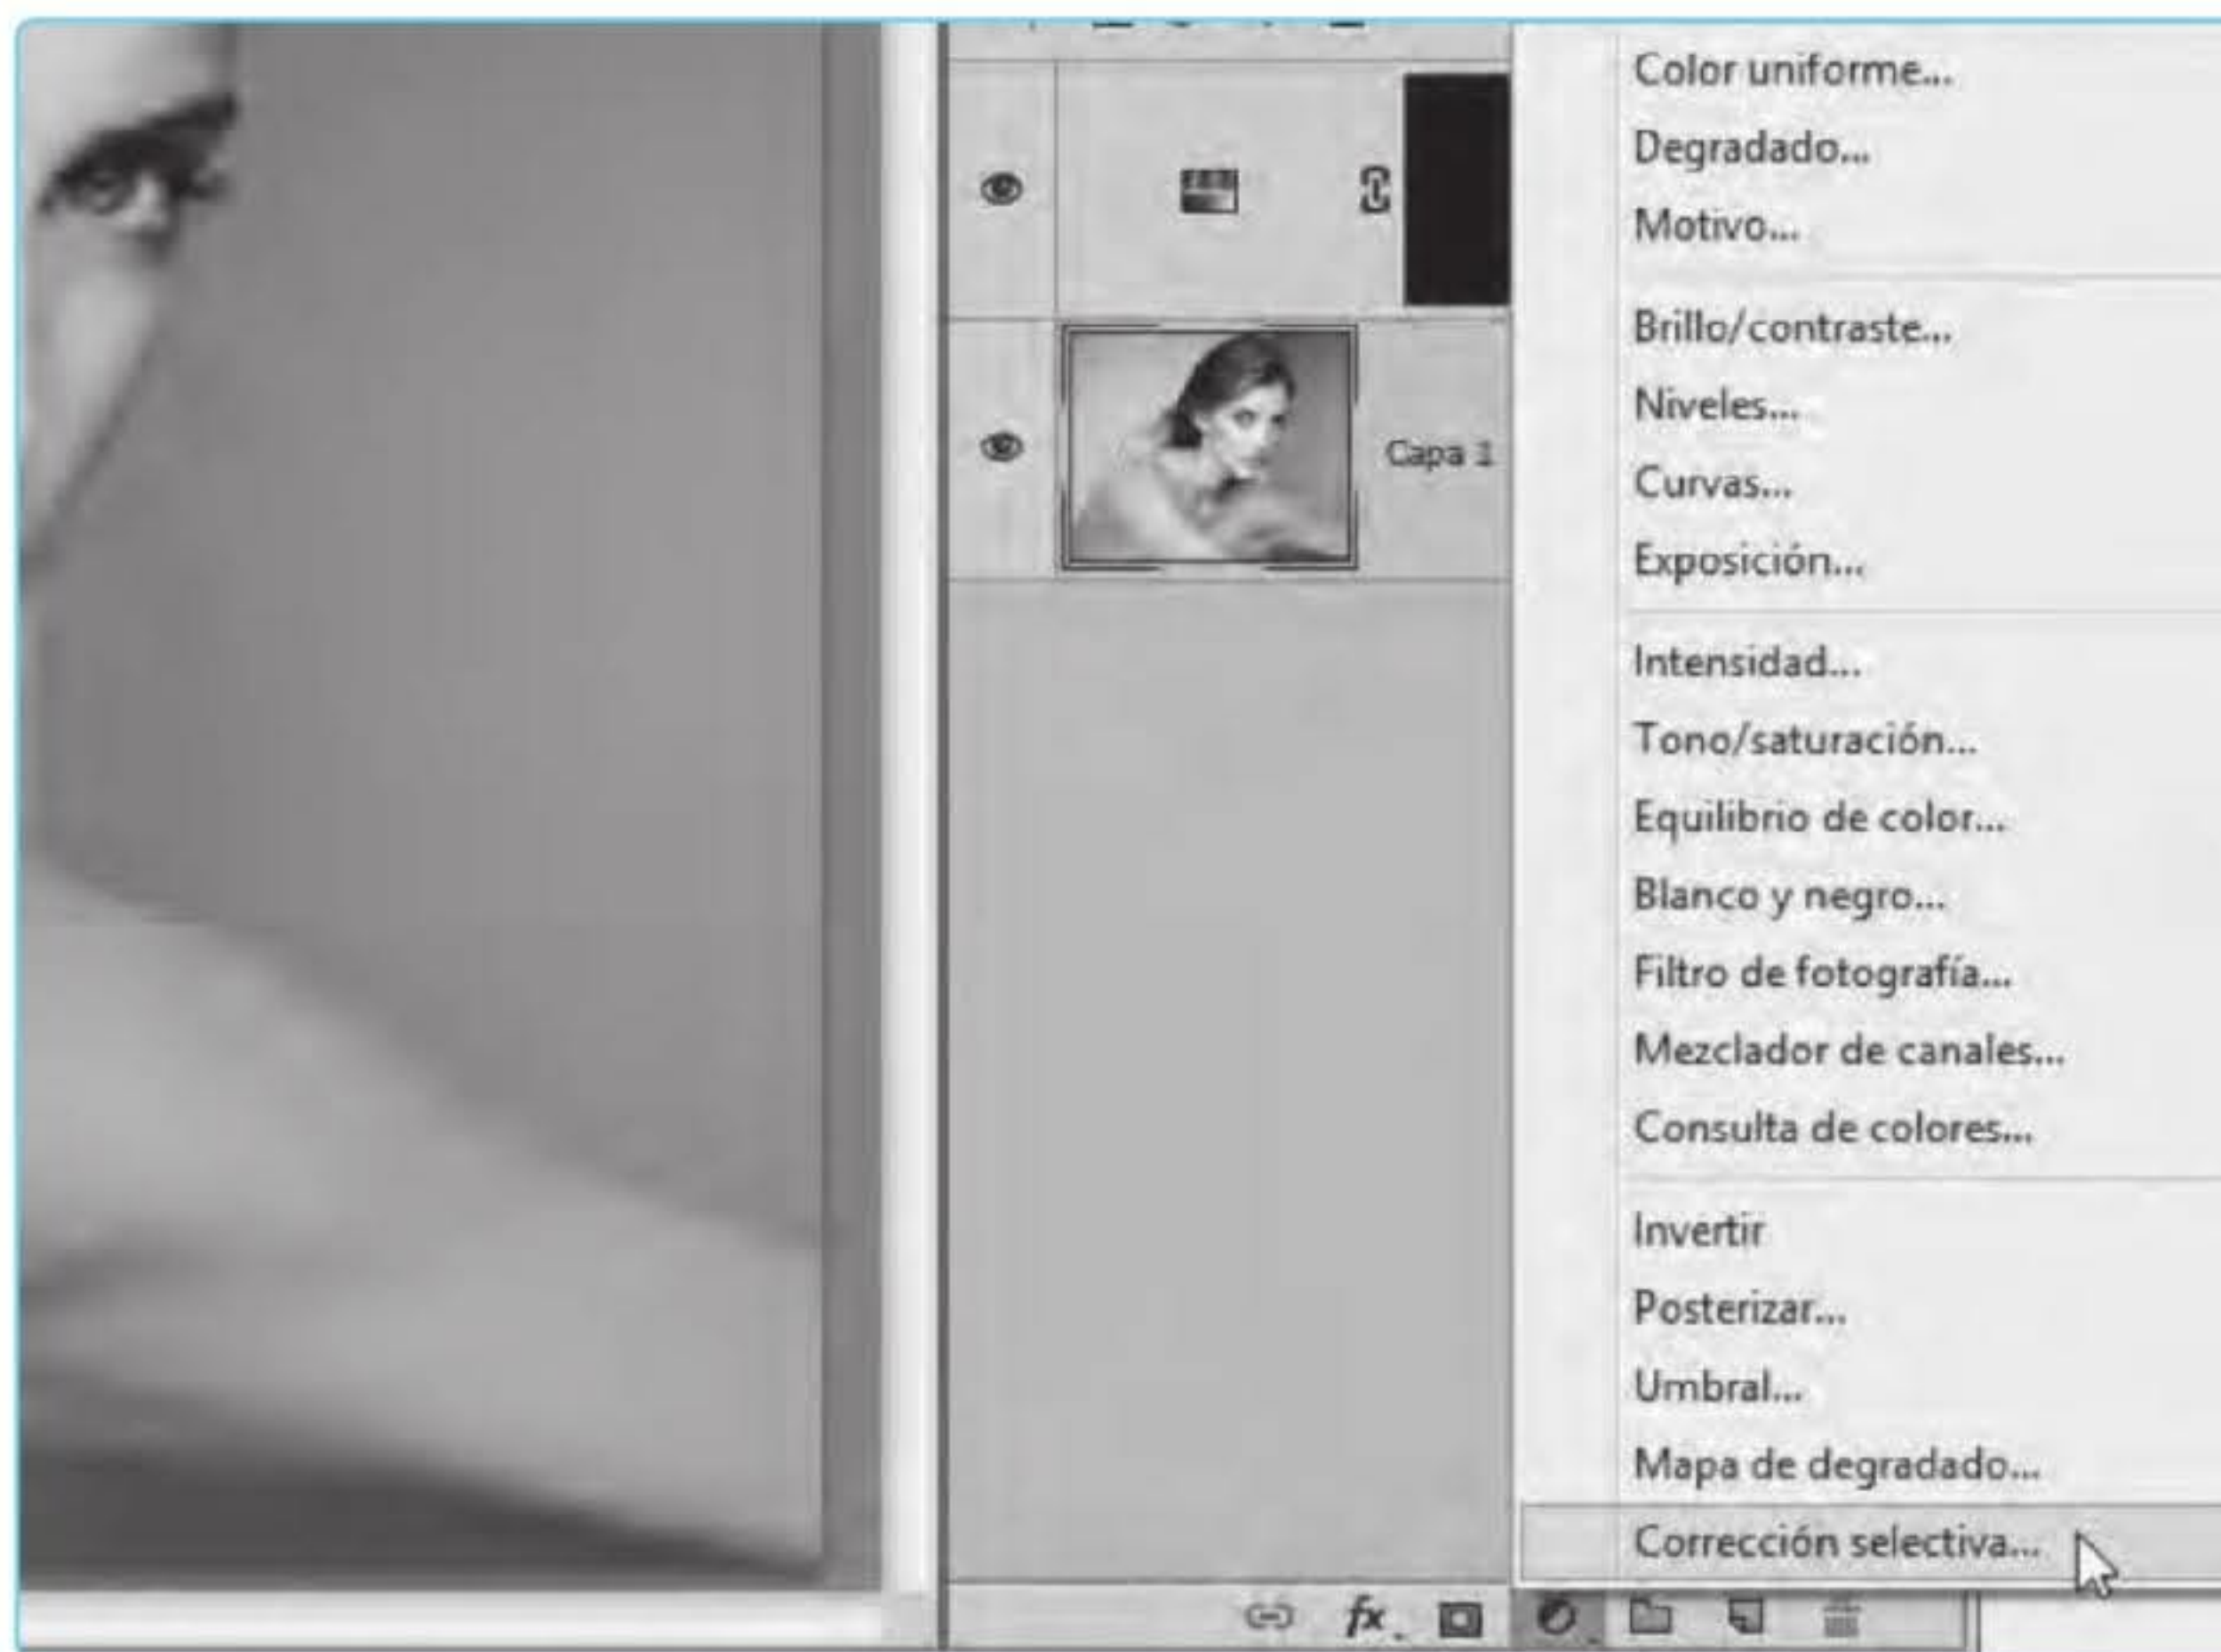 Capa 1
Color uniforme...
Degradado...
Motivo...
Brillo/contraste...
Niveles...
Curvas...
Exposición...
Intensidad...
Tono/saturación...
Equilibrio de color...
Blanco y negro...
Filtro de fotografía...
Mezclador de canales...
Consulta de colores...
Invertir
Posterizar...
Umbral...
Mapa de degradado...
Corrección selectiva...
fx.